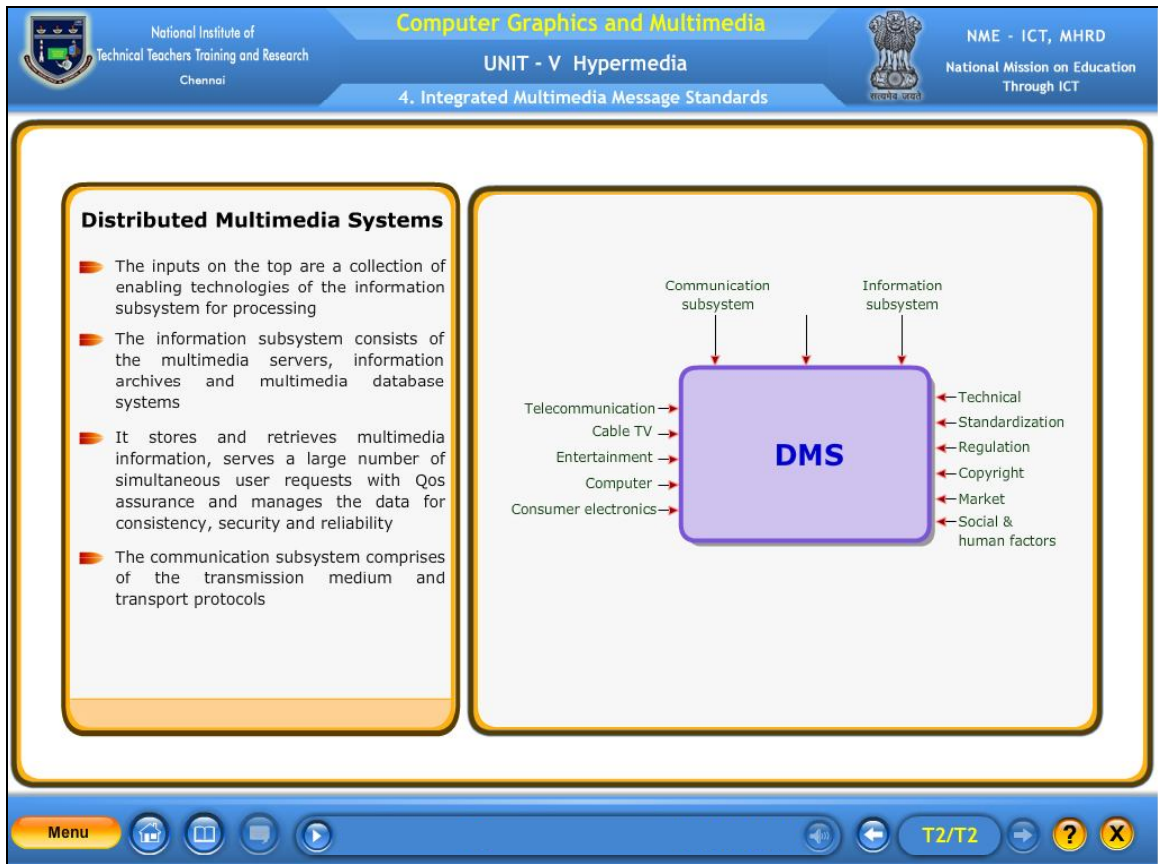 National Institute of
Technical Teachers Training and Research
Chennai
Computer Graphics and Multimedia
UNIT - V Hypermedia
4. Integrated Multimedia Message Standards
सत्यमेव जयते
NME - ICT, MHRD
National Mission on Education
Through ICT
Distributed Multimedia Systems
The inputs on the top are a collection of
enabling technologies of the information
subsystem for processing
The information subsystem consists of
the multimedia servers, information
archives and multimedia database
systems
It stores and retrieves multimedia
information, serves a large number of
simultaneous user requests with Qos
assurance and manages the data for
consistency, security and reliability
The communication subsystem comprises
of the transmission medium and
transport protocols
Communication
subsystem
Information
subsystem
Telecommunication
Cable TV
Entertainment
Computer
Consumer electronics
DMS
Technical
Standardization
Regulation
Copyright
Market
Social &
human factors
Menu
T2/T2
?
X